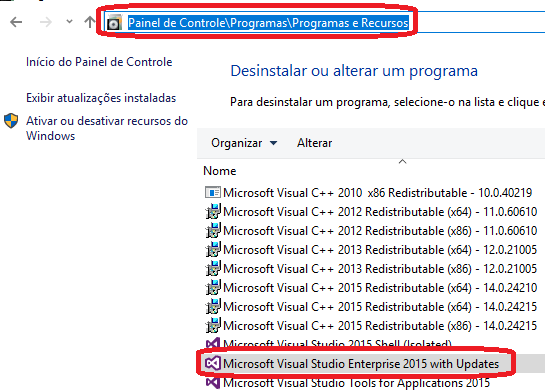 Painel de Controle\Programas\Programas e Recursos
Início do Painel de Controle
Exibir atualizações instaladas
Ativar ou desativar recursos do
Windows
Desinstalar ou alterar um programa
Para desinstalar um programa, selecione-o na lista e clique e
Organizar
Alterar
Nome
Microsoft Visual C++ 2010  x86 Redistributable - 10.0.40219
Microsoft Visual C++ 2012 Redistributable (x64) - 11.0.60610
Microsoft Visual C++ 2012 Redistributable (x86) - 11.0.60610
Microsoft Visual C++ 2013 Redistributable (x64) - 12.0.21005
Microsoft Visual C++ 2013 Redistributable (x86) - 12.0.21005
Microsoft Visual C++ 2015 Redistributable (x64) - 14.0.24210
Microsoft Visual C++ 2015 Redistributable (x64) - 14.0.24215
Microsoft Visual C++ 2015 Redistributable (x86) - 14.0.24215
Microsoft Visual Studio 2015 Shell (Isolated)
Microsoft Visual Studio Enterprise 2015 with Updates
Microsoft Visual Studio Tools for Applications 2015